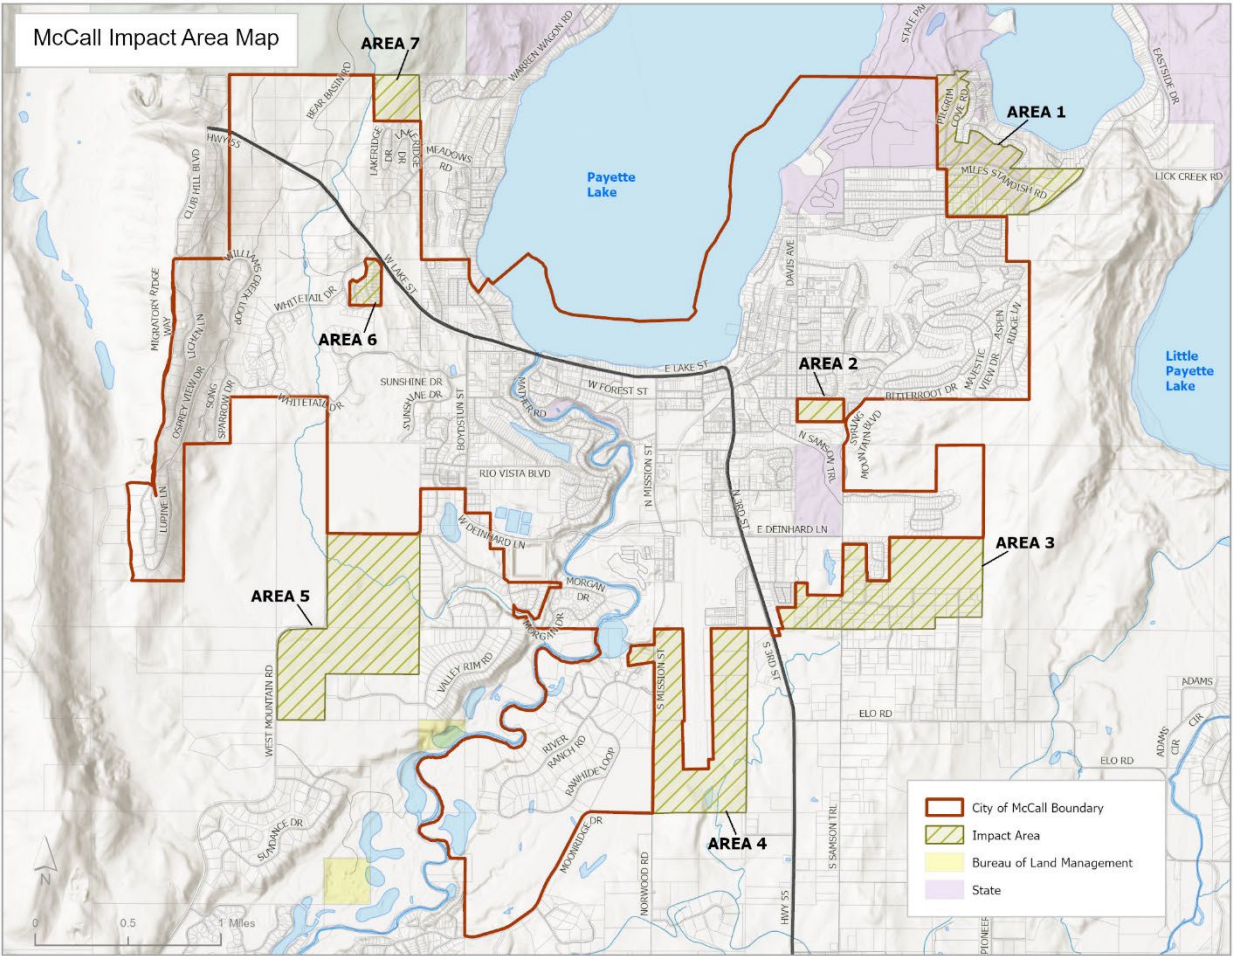 McCall Impact Area Map
AREA 7
WARREN WAGON RD
STATE PA
EASTSIDE DR
BEAR BASIN RD
PILGRIM
COVE RD
AREA 1
HWY 55
LAKERIDGE
DR
LAKERIDGE
DR
MEADOWS
RD
CLUB HILL BLVD
Payette
Lake
MILES STANDISH RD
LICK CREEK RD
WILLIAMS
CREEK LOOP
W LAKE ST
DAVIS AVE
MIGRATORY RIDGE
WAY
WHITETAIL DR
LICHEN LN
AREA 6
ASPEN
RIDGE LN
MAJESTIC
VIEW DR
E LAKE ST
AREA 2
Little
Payette
Lake
OSPREY VIEW DR
SONG
SPARROW DR
SUNSHINE DR
SUNSHINE DR
MATHER RD
W FOREST ST
BITTERROOT DR
WHITETAIL DR
BOYDSTUN ST
SPRING
MOUNTAIN BLVD
N SAMSON TRL
LUPINE LN
RIO VISTA BLVD
N MISSION ST
N 3RD ST
W DEINHARD LN
E DEINHARD LN
AREA 3
AREA 5
MORGAN
DR
MORGAN DR
VALLEY RIM RD
S MISSION ST
S 3RD ST
WEST MOUNTAIN RD
ELO RD
ADAMS
CIR
ADAMS
CIR
RIVER
RANCH RD
RAWHIDE LOOP
ELO RD
SUNDANCE DR
MOONRIDGE DR
AREA 4
S SAMSON TRL
NORWOOD RD
HWY 55
PIONEER
City of McCall Boundary
Impact Area
Bureau of Land Management
State
N
0 0.5 1 Miles